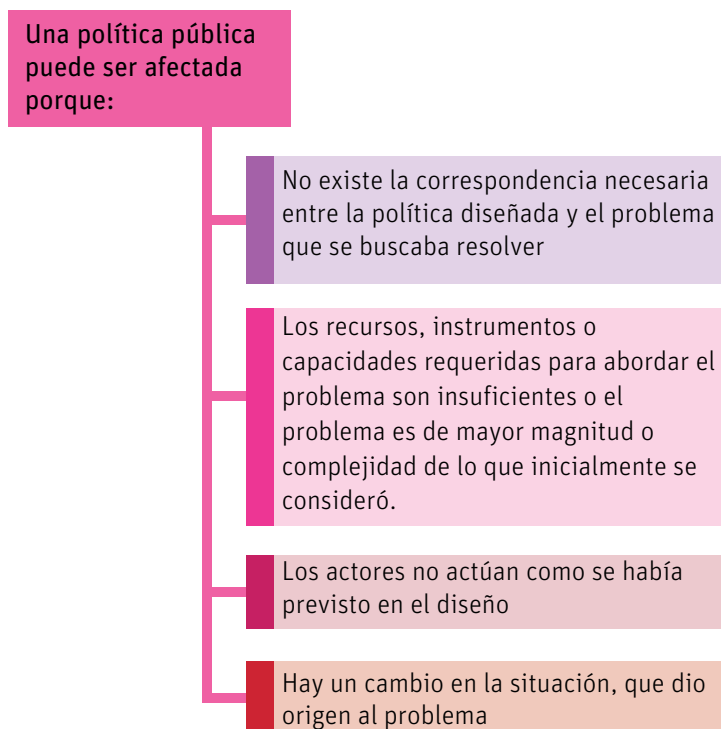 Una política pública
puede ser afectada
porque:
No existe la correspondencia necesaria
entre la política diseñada y el problema
que se buscaba resolver
Los recursos, instrumentos o
capacidades requeridas para abordar el
problema son insuficientes o el
problema es de mayor magnitud o
complejidad de lo que inicialmente se
consideró.
Los actores no actúan como se había
previsto en el diseño
Hay un cambio en la situación, que dio
origen al problema